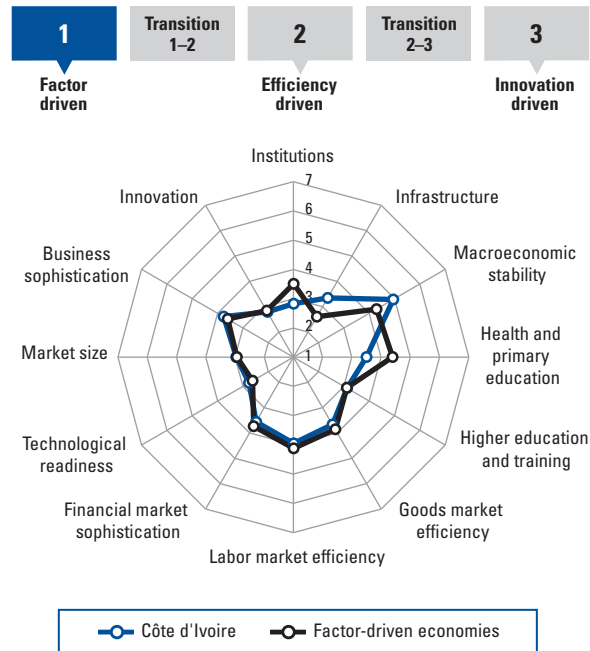 1
Transition
1–2
2
Transition
2–3
3
Factor
driven
Efficiency
driven
Innovation
driven
Institutions
Infrastructure
Macroeconomic
stability
Health and
primary
education
Higher education
and training
Goods market
efficiency
Labor market efficiency
Financial market
sophistication
Technological
readiness
Market size
Business
sophistication
Innovation
7
6
5
4
3
2
1
Côte d'Ivoire
Factor-driven economies